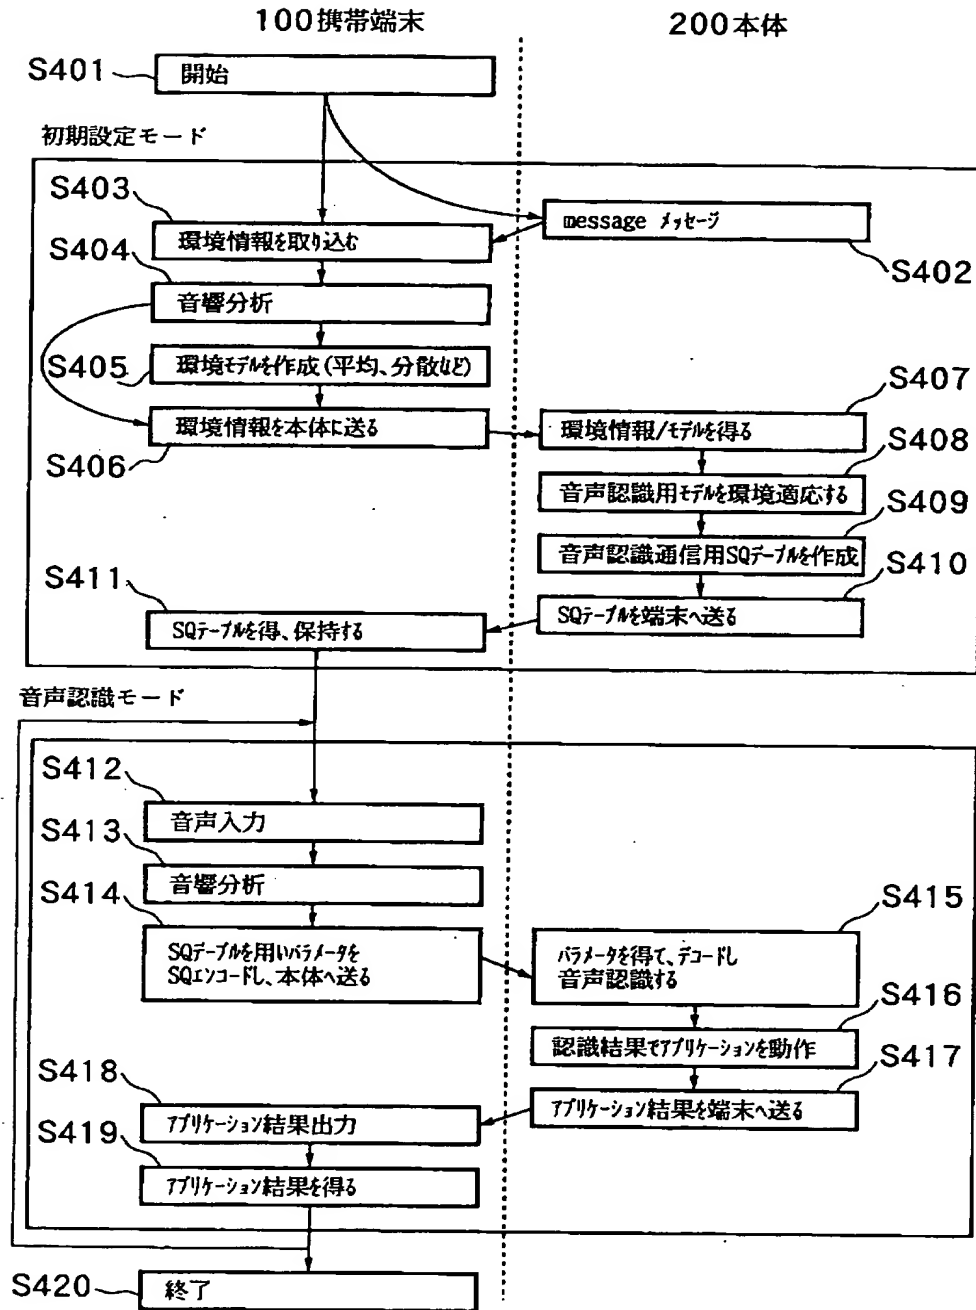 100携帯端末
200本体
S401
開始
初期設定モード
S403
環境情報を取り込む
message メッセージ
S402
S404
音響分析
S405
環境モデルを作成(平均、分散など)
S406
環境情報を本体に送る
S407
環境情報/モデルを得る
S408
音声認識用モデルを環境適応する
S409
音声認識通信用SQテーブルを作成
S410
SQテーブルを端末へ送る
S411
SQテーブルを得、保持する
音声認識モード
S412
音声入力
S413
音響分析
S414
SQテーブルを用いパラメータを
SQエンコードし、本体へ送る
S415
パラメータを得て、デコードし
音声認識する
S416
認識結果でアプリケーションを動作
S417
アプリケーション結果を端末へ送る
S418
アプリケーション結果出力
S419
アプリケーション結果を得る
S420
終了